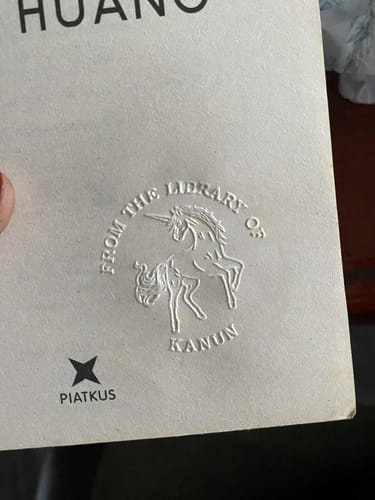 HUANG
FROM THE LIBRARY OF
KANUN
PIATKUS